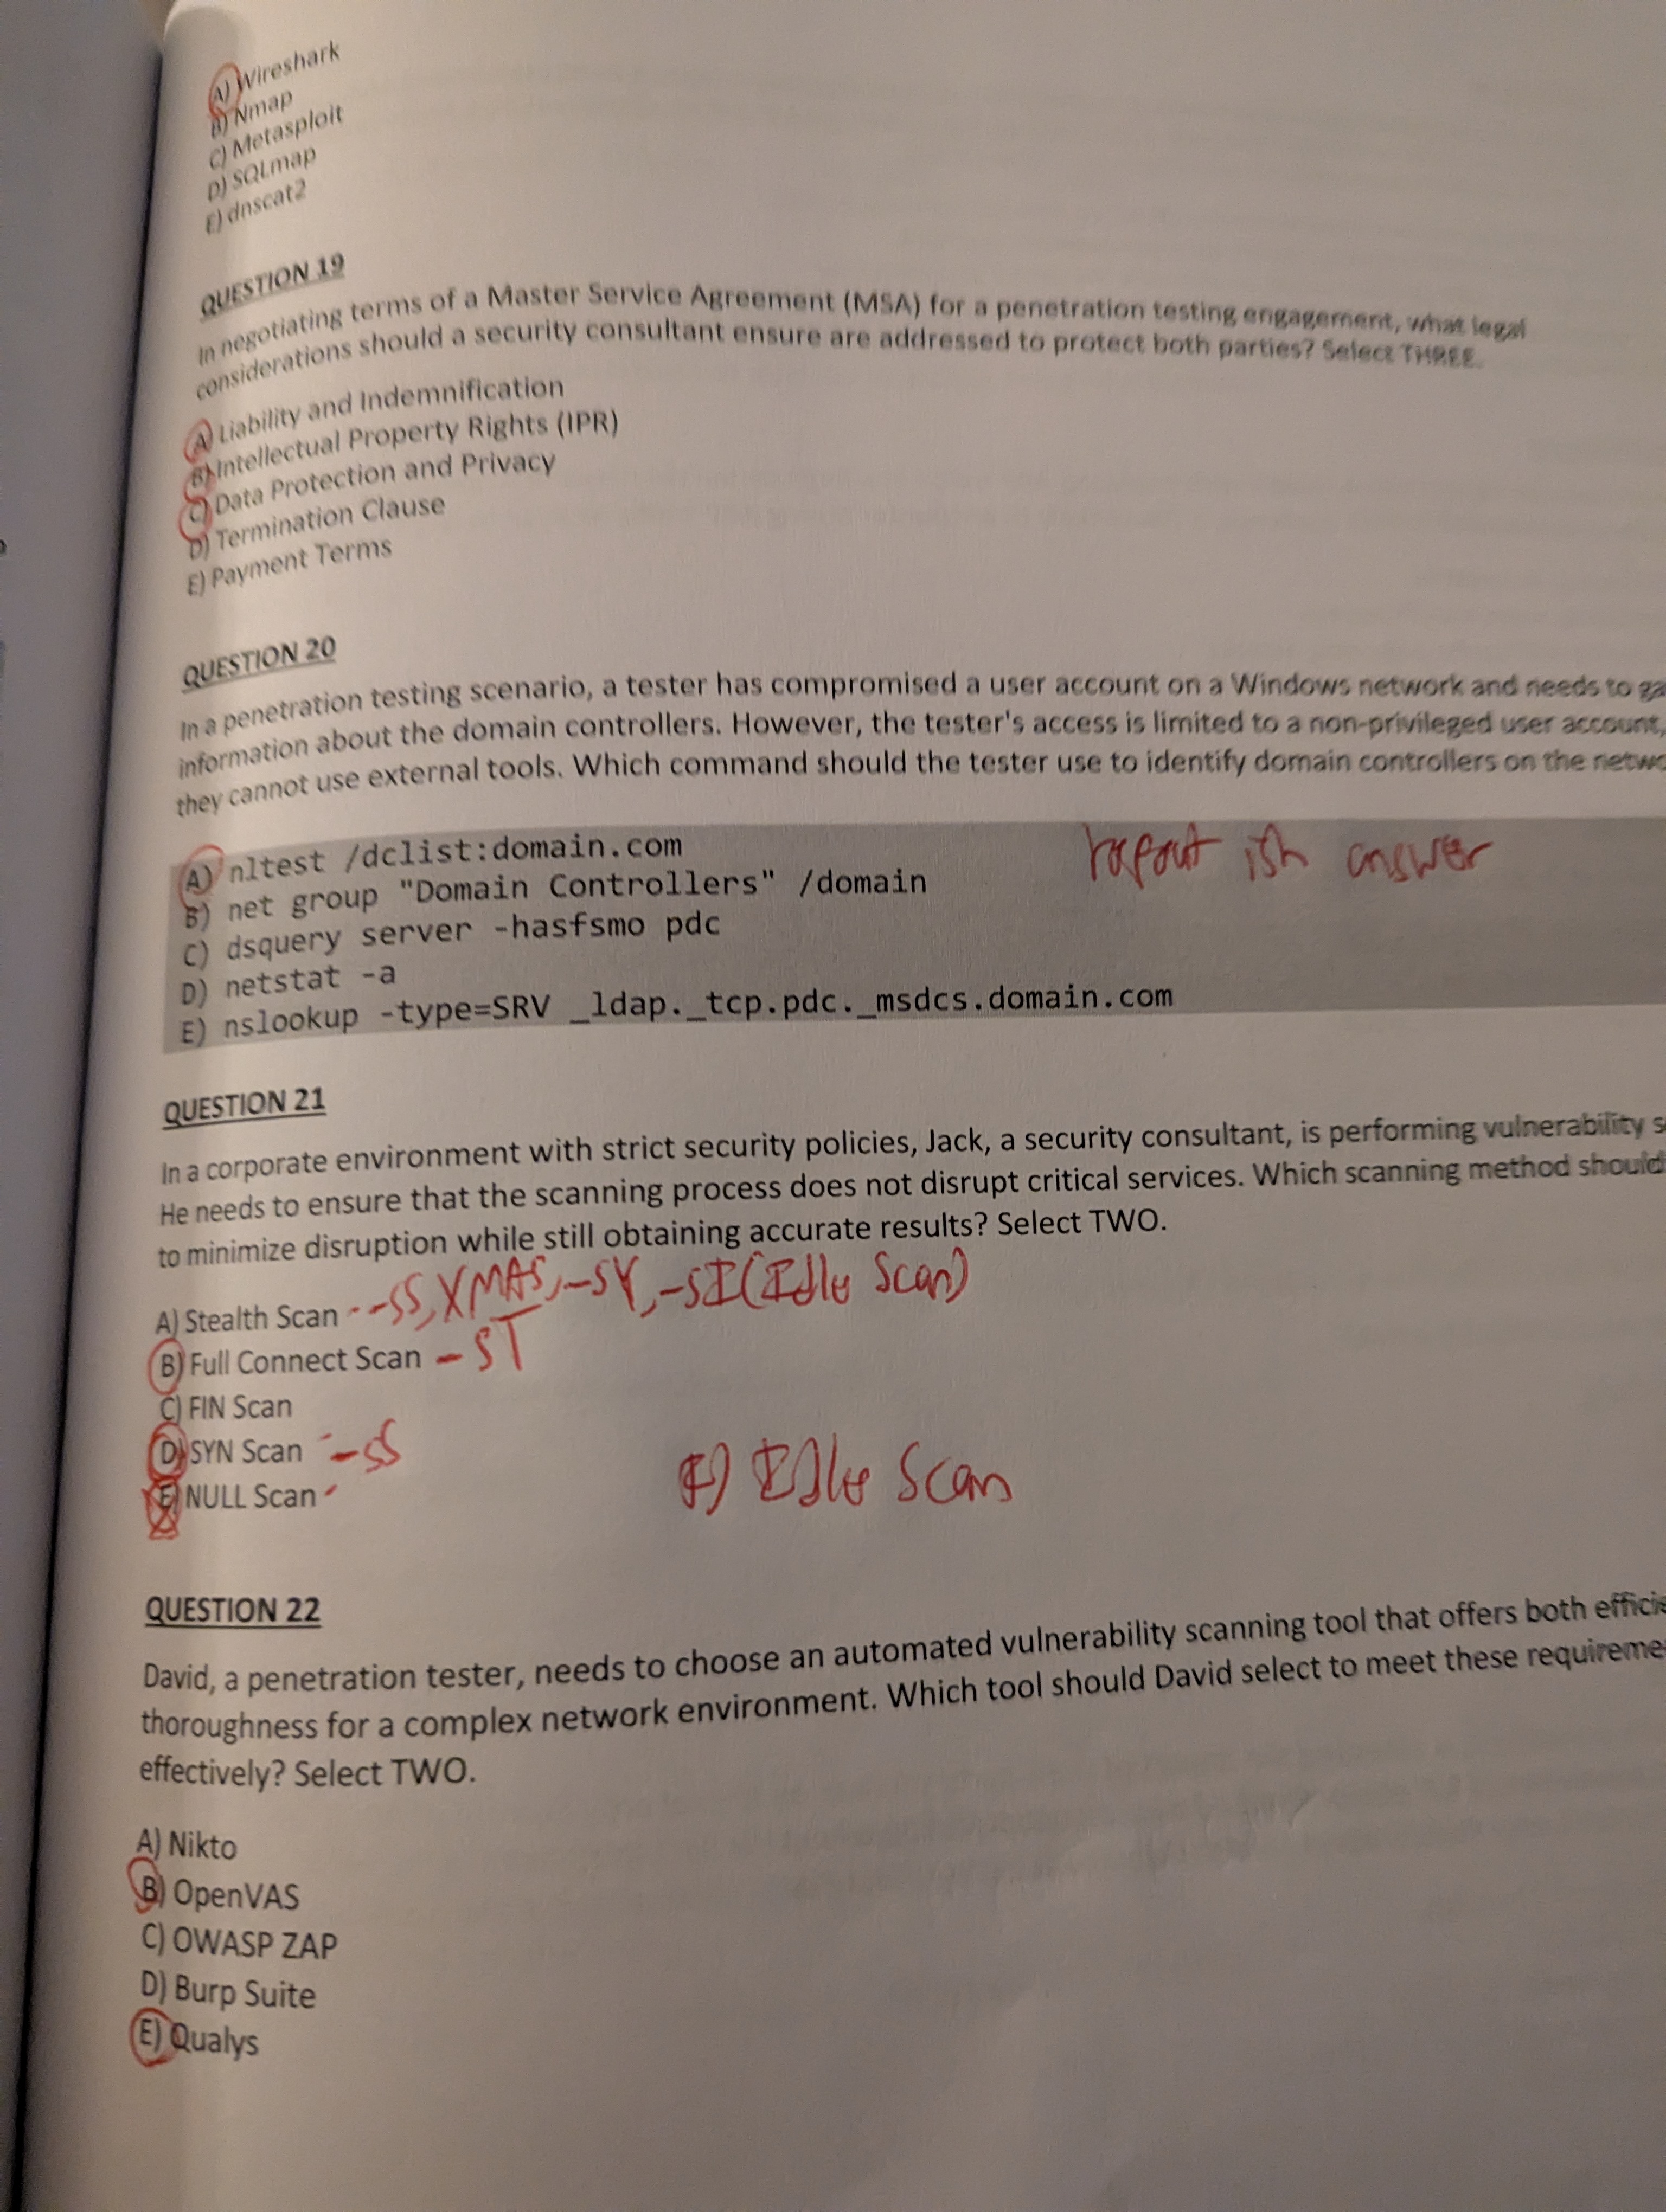 A) Wireshark
B) Nmap
C) Metasploit
D) SQLmap
E) dnscat2
QUESTION 19
In negotiating terms of a Master Service Agreement (MSA) for a penetration testing engagement, what legal
considerations should a security consultant ensure are addressed to protect both parties? Select THREE.
A) Liability and Indemnification
B) Intellectual Property Rights (IPR)
C) Data Protection and Privacy
D) Termination Clause
E) Payment Terms
QUESTION 20
In a penetration testing scenario, a tester has compromised a user account on a Windows network and needs to ga
information about the domain controllers. However, the tester's access is limited to a non-privileged user account,
they cannot use external tools. Which command should the tester use to identify domain controllers on the netwo
A) nltest /dclist:domain.com
ish answer
B) net group "Domain Controllers" /domain
C) dsquery server -hasfsmo pdc
D) netstat -a
E) nslookup -type=SRV _ldap._tcp.pdc._msdcs.domain.com
QUESTION 21
In a corporate environment with strict security policies, Jack, a security consultant, is performing vulnerability s
He needs to ensure that the scanning process does not disrupt critical services. Which scanning method should
to minimize disruption while still obtaining accurate results? Select TWO.
A) Stealth Scan --sS, XMAS, -sY, -sI (Idle Scan)
B) Full Connect Scan - sT
C) FIN Scan
D) SYN Scan -sS
E) NULL Scan
F) Idle Scan
QUESTION 22
David, a penetration tester, needs to choose an automated vulnerability scanning tool that offers both efficie
thoroughness for a complex network environment. Which tool should David select to meet these requireme
effectively? Select TWO.
A) Nikto
B) OpenVAS
C) OWASP ZAP
D) Burp Suite
E) Qualys